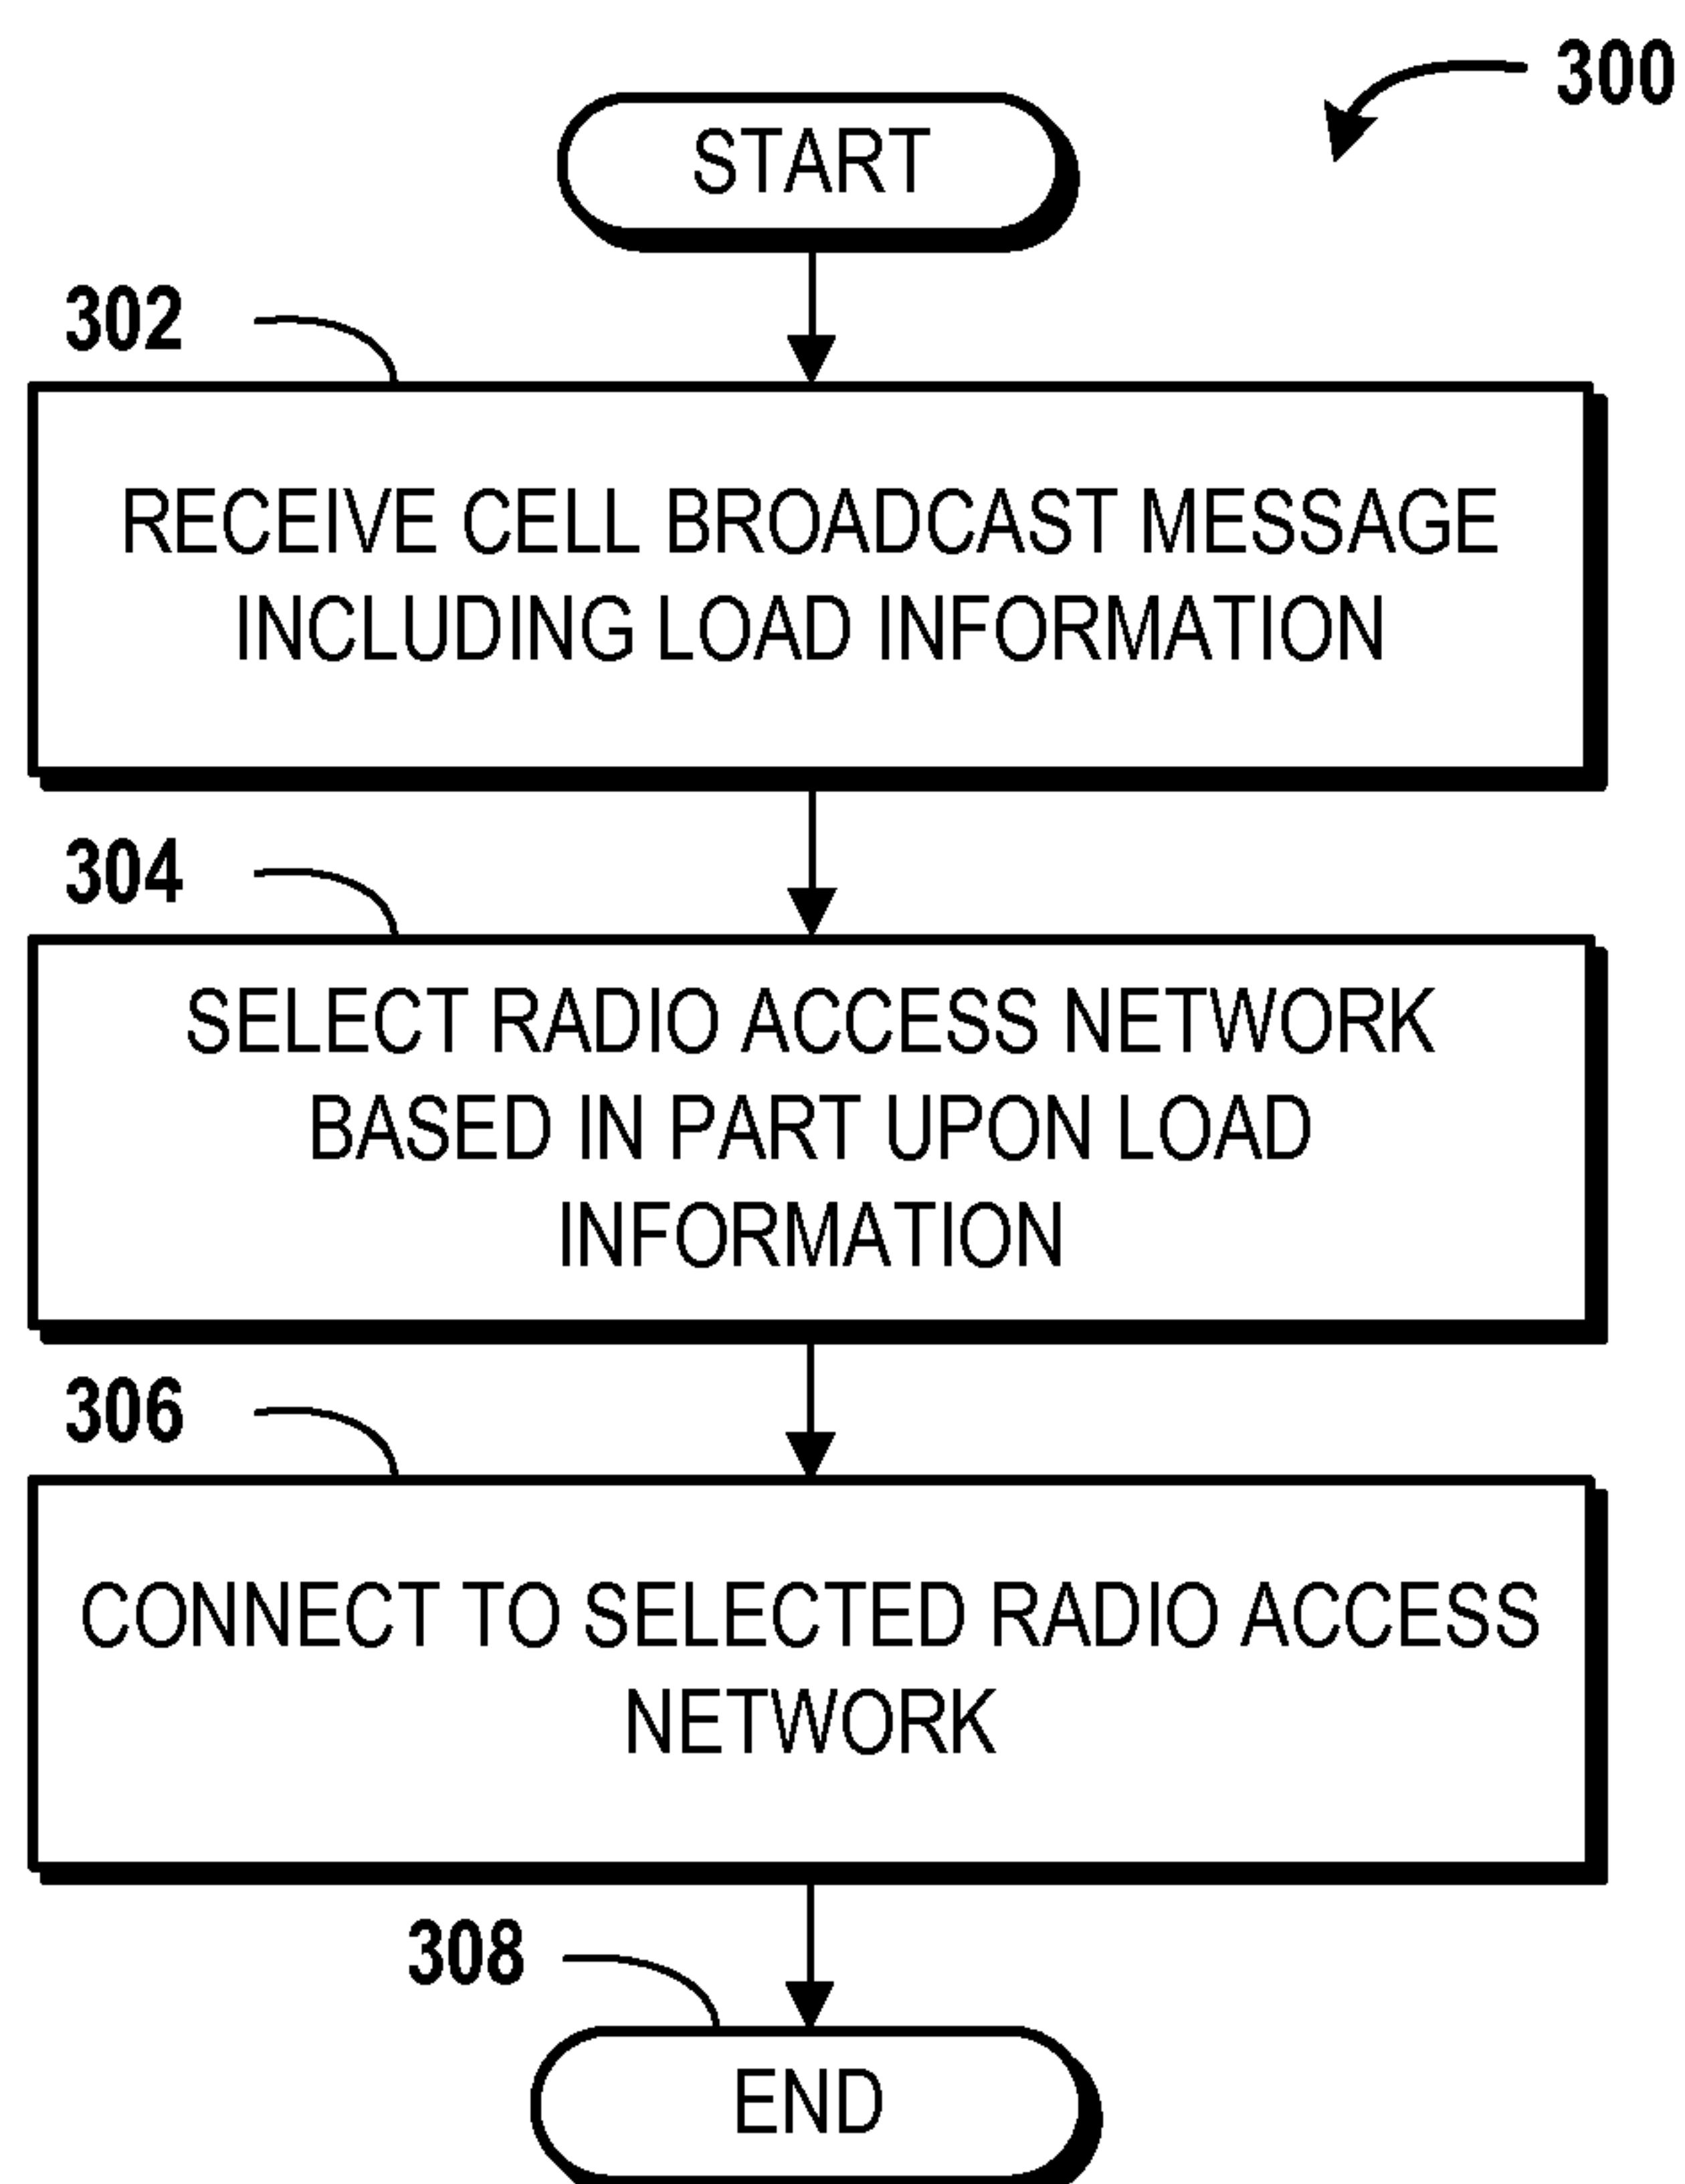 300
START
302
RECEIVE CELL BROADCAST MESSAGE
INCLUDING LOAD INFORMATION
304
SELECT RADIO ACCESS NETWORK
BASED IN PART UPON LOAD
INFORMATION
306
CONNECT TO SELECTED RADIO ACCESS
NETWORK
308
END